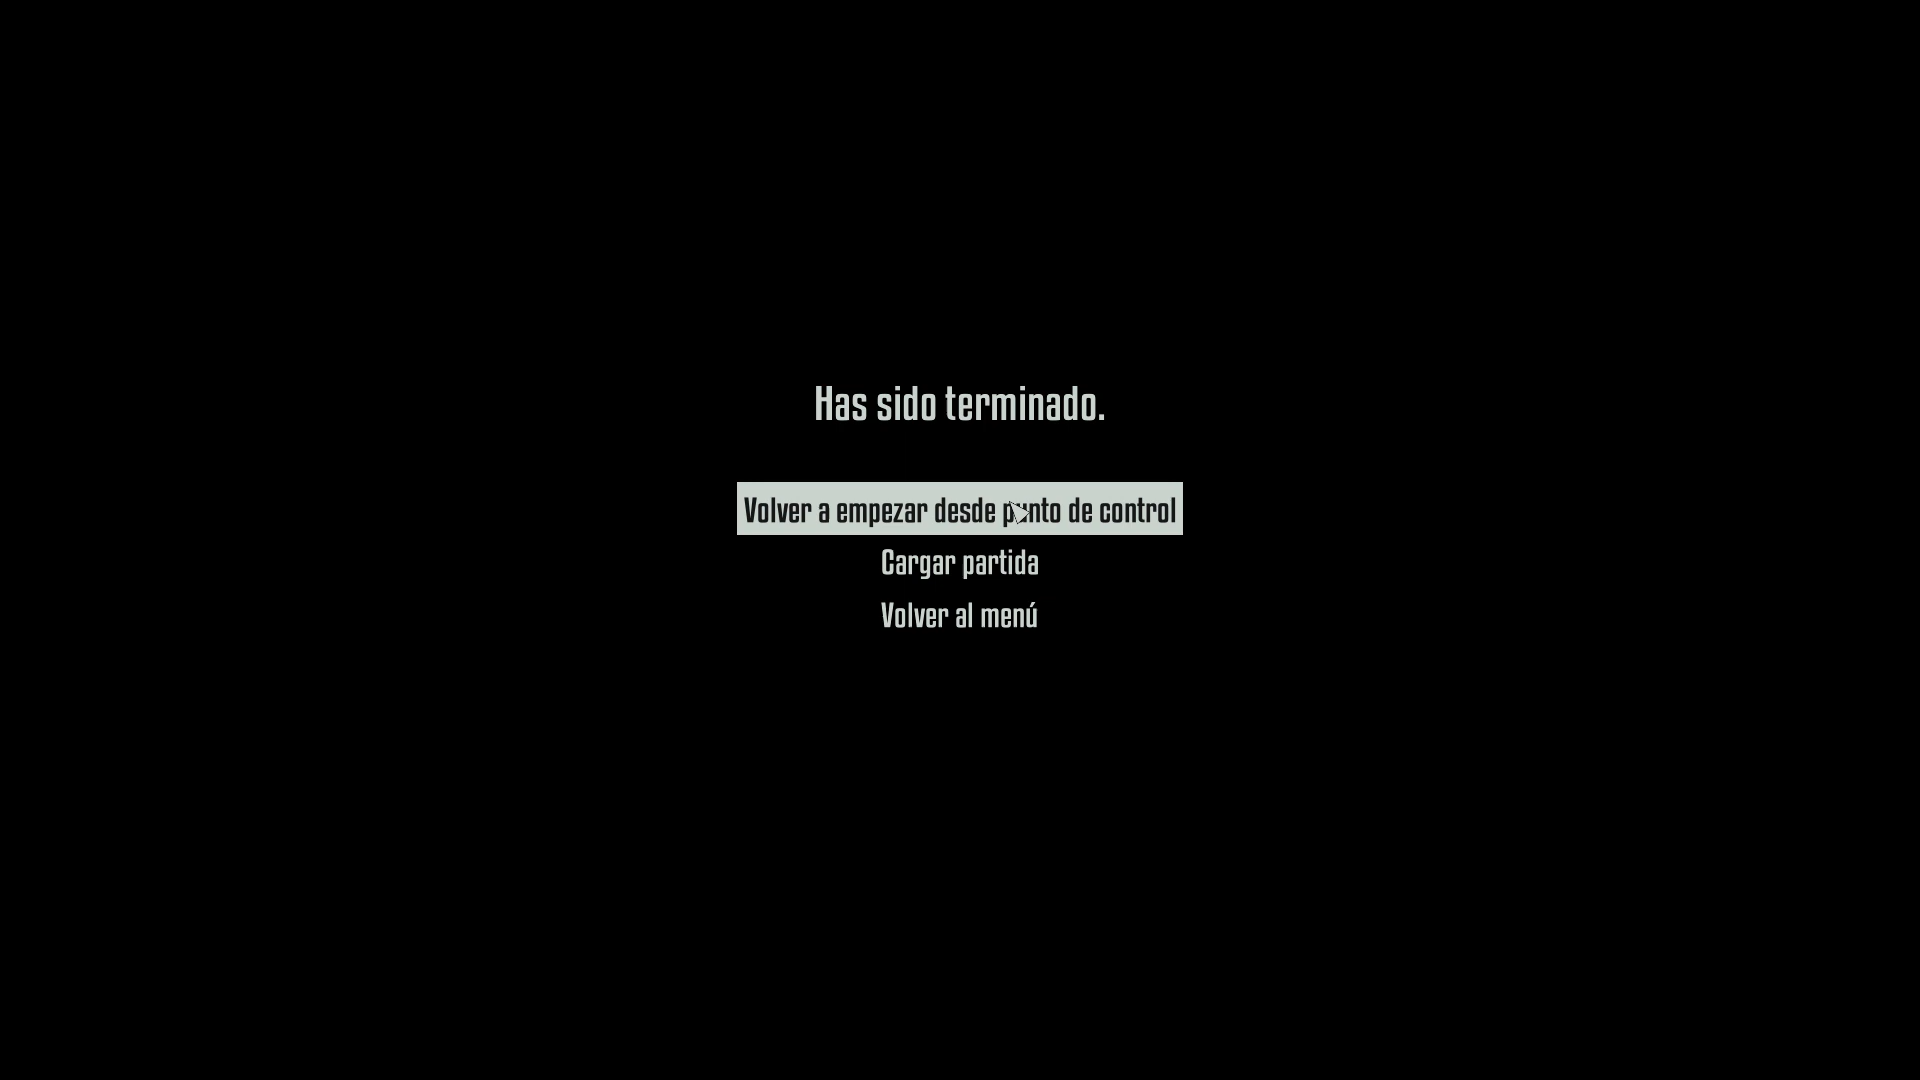 Has sido terminado.
Volver a empezar desde punto de control
Cargar partida
Volver al menú